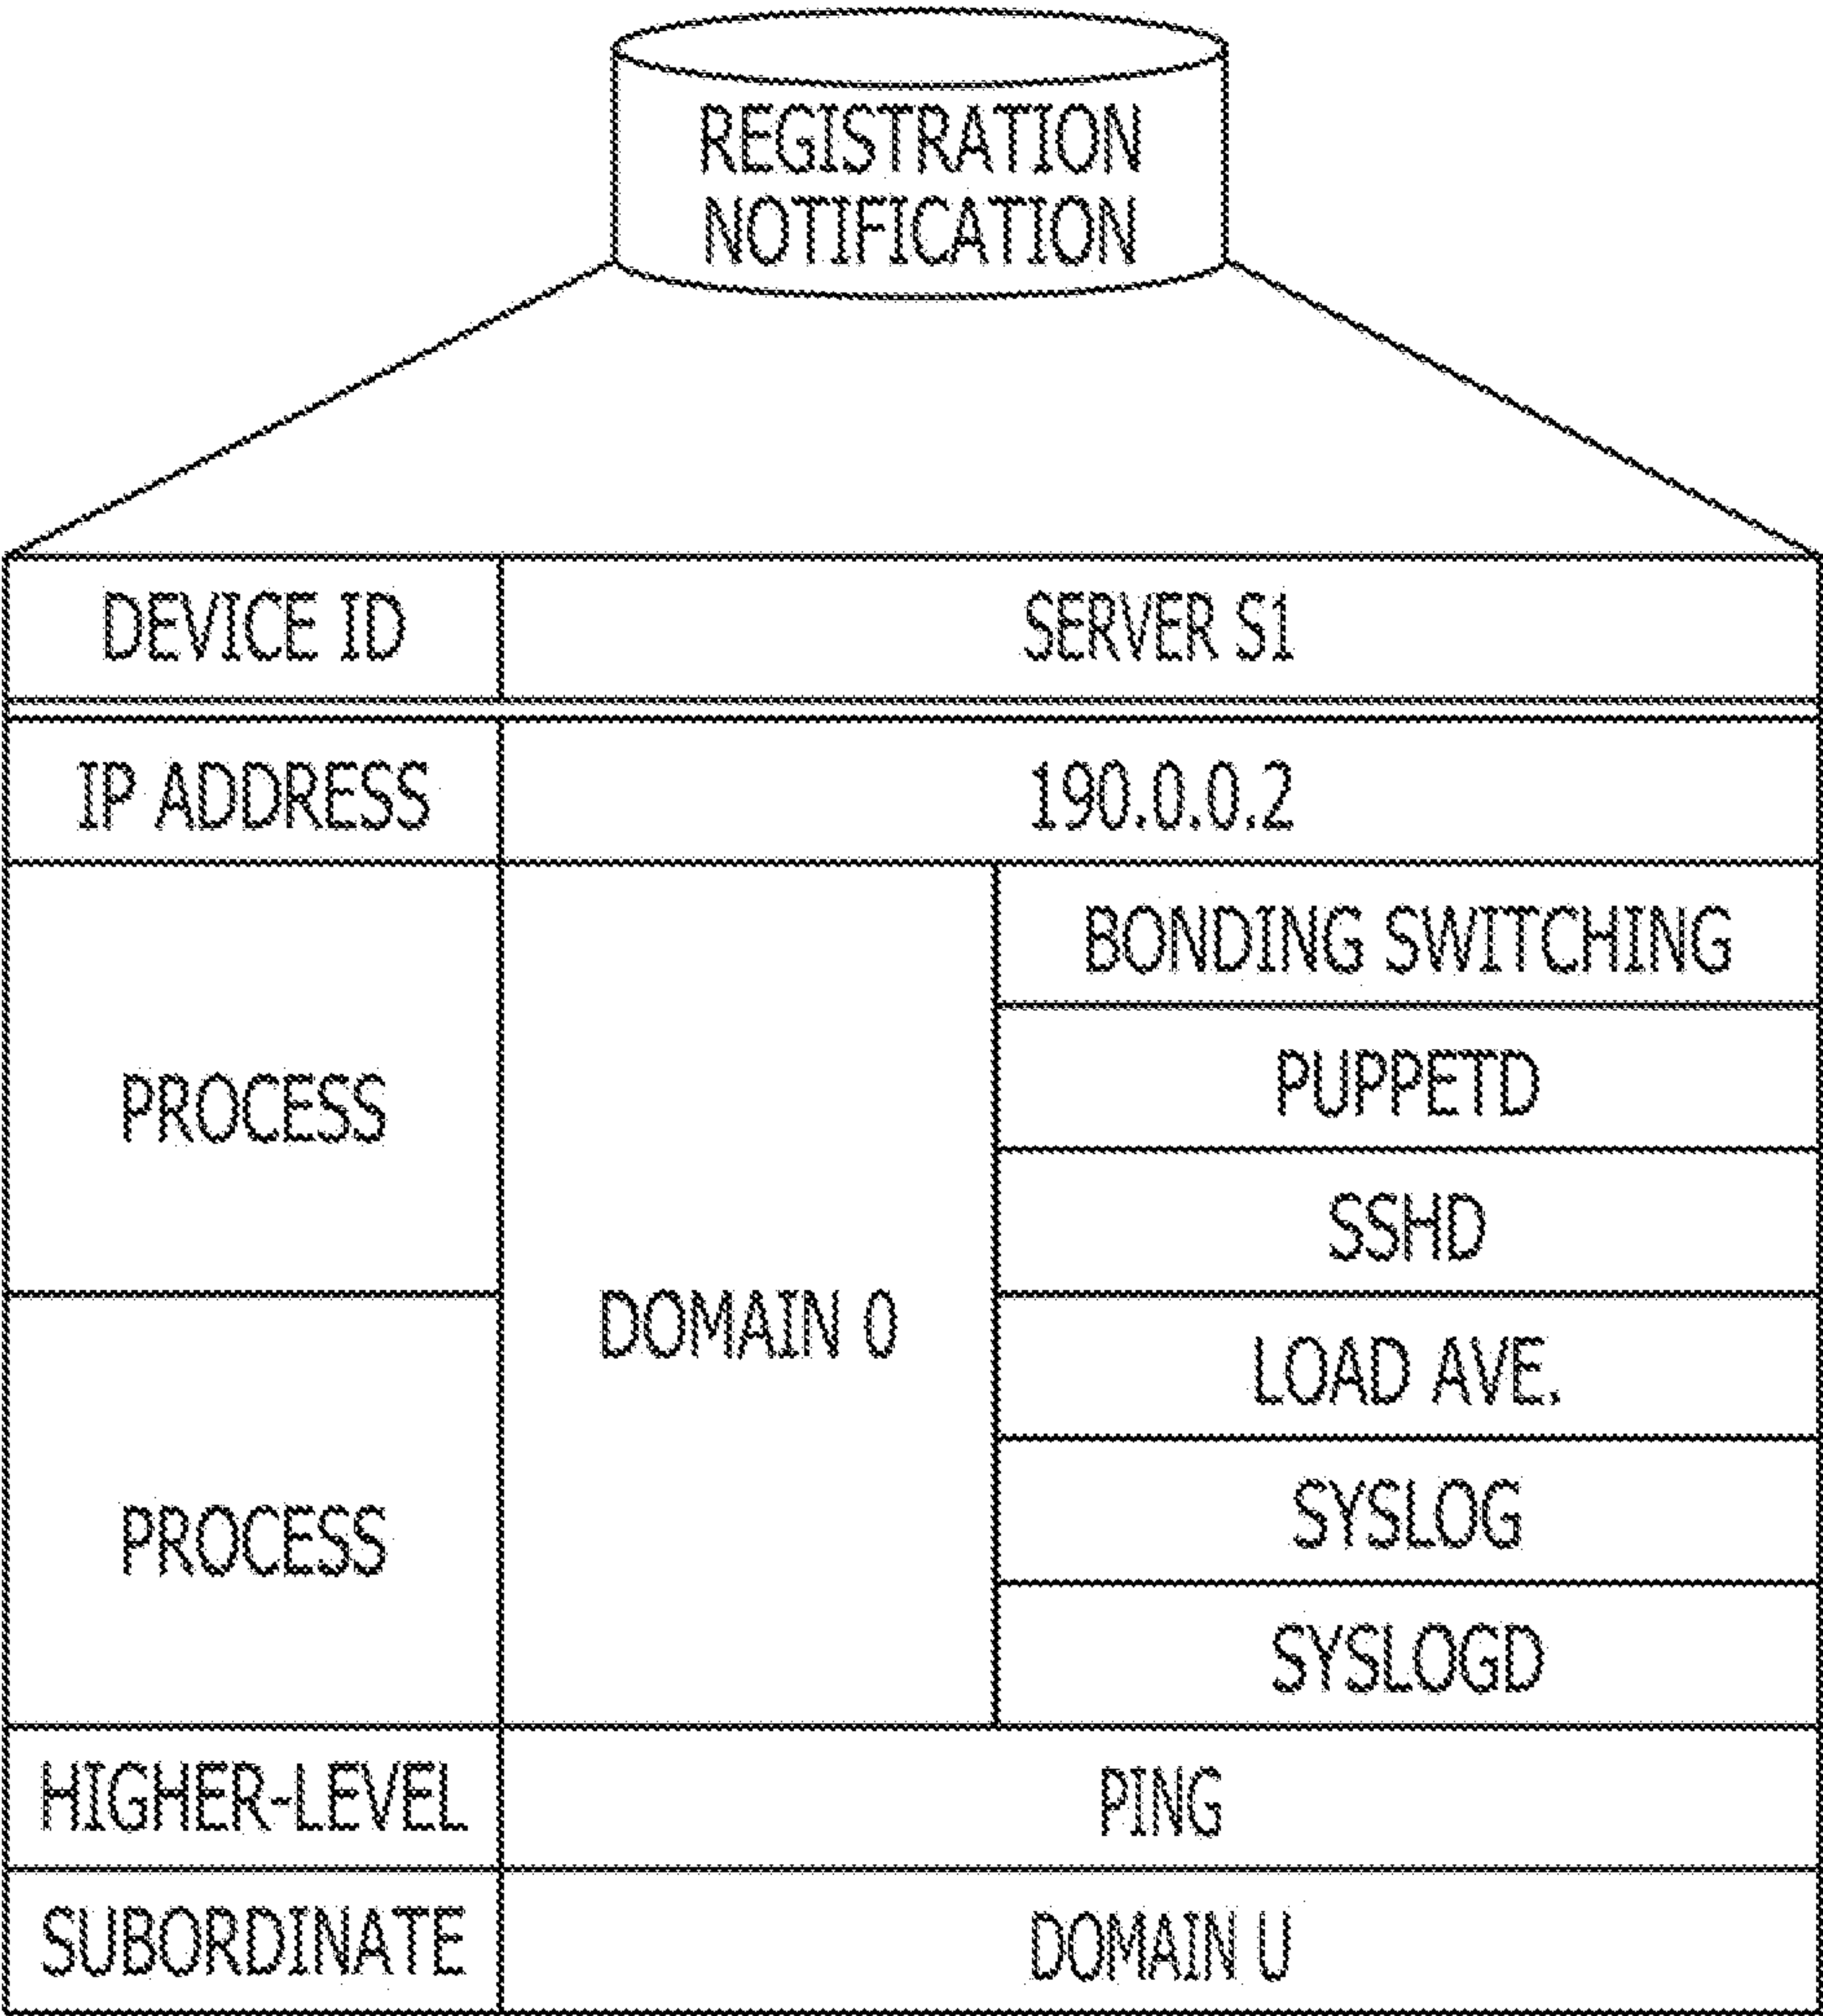 REGISTRATION
NOTIFICATION
DEVICE ID
SERVER S1
IP ADDRESS
190.0.0.2
PROCESS
DOMAIN 0
BONDING SWITCHING
PUPPETD
SSHD
PROCESS
LOAD AVE.
SYSLOG
SYSLOGD
HIGHER-LEVEL
PING
SUBORDINATE
DOMAIN U